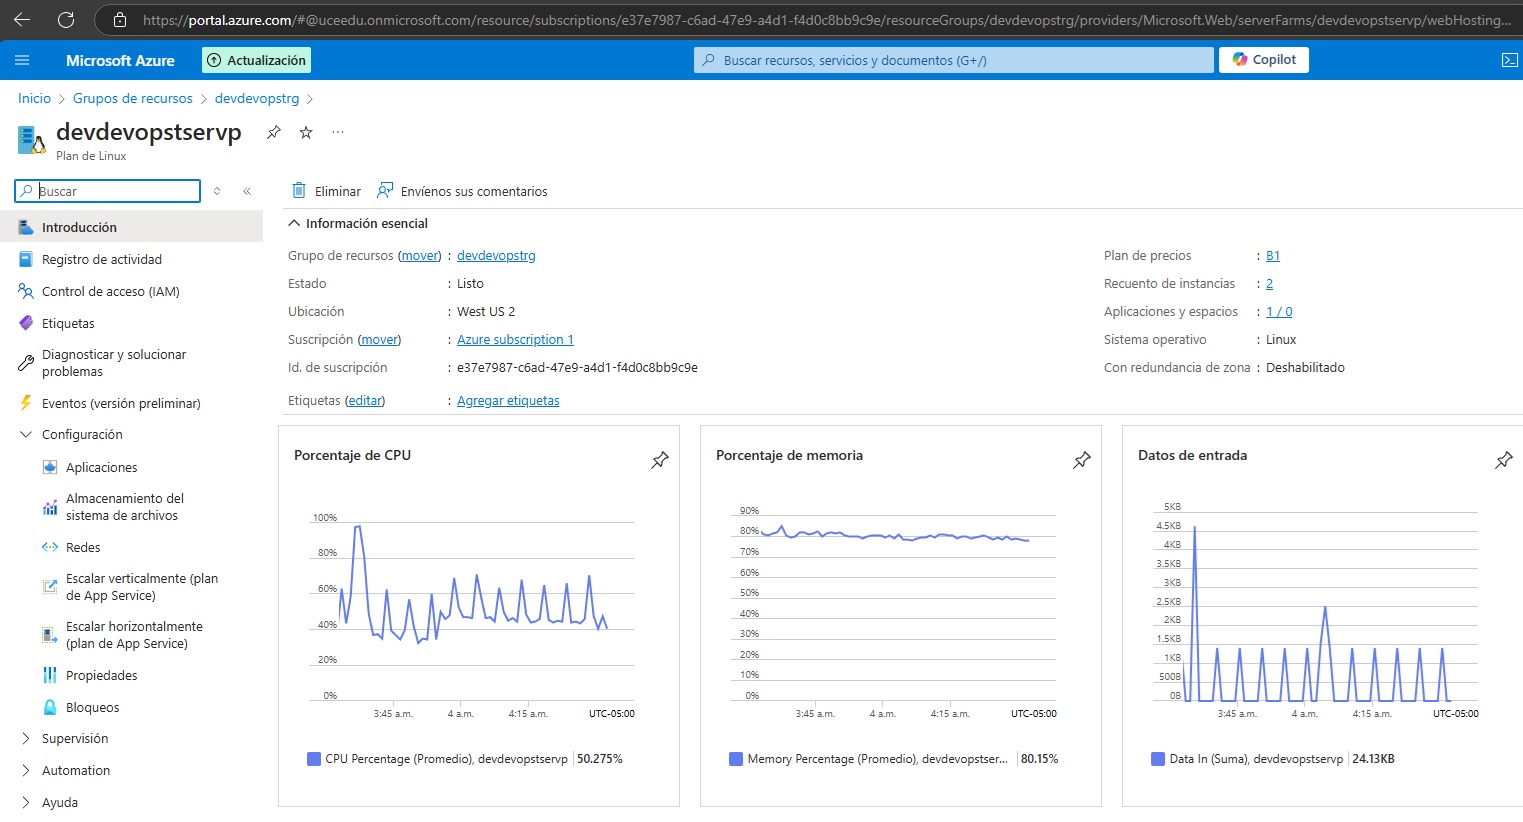 https://portal.azure.com/#@uceedu.onmicrosoft.com/resource/subscriptions/e37e7987-c6ad-47e9-a4d1-f4d0c8bb9c9e/resourceGroups/devdevopstrg/providers/Microsoft.Web/serverFarms/devdevopstservp/webHosting...
Microsoft Azure
Actualización
Buscar recursos, servicios y documentos (G+/)
Copilot
Inicio > Grupos de recursos > devdevopstrg >
devdevopstservp
Plan de Linux
Buscar
Introducción
Registro de actividad
Control de acceso (IAM)
Etiquetas
Diagnosticar y solucionar
problemas
Eventos (versión preliminar)
Configuración
Aplicaciones
Almacenamiento del
sistema de archivos
Redes
Escalar verticalmente (plan
de App Service)
Escalar horizontalmente
(plan de App Service)
Propiedades
Bloqueos
Supervisión
Automation
Ayuda
Eliminar
Envíenos sus comentarios
Información esencial
Grupo de recursos (mover) : devdevopstrg
Estado : Listo
Ubicación : West US 2
Suscripción (mover) : Azure subscription 1
Id. de suscripción : e37e7987-c6ad-47e9-a4d1-f4d0c8bb9c9e
Etiquetas (editar) : Agregar etiquetas
Plan de precios : B1
Recuento de instancias : 2
Aplicaciones y espacios : 1 / 0
Sistema operativo : Linux
Con redundancia de zona : Deshabilitado
Porcentaje de CPU
100%
80%
60%
40%
20%
0%
3:45 a.m. 4 a.m. 4:15 a.m. UTC-05:00
CPU Percentage (Promedio), devdevopstservp 50.275%
Porcentaje de memoria
90%
80%
70%
60%
50%
40%
30%
20%
10%
0%
3:45 a.m. 4 a.m. 4:15 a.m. UTC-05:00
Memory Percentage (Promedio), devdevopstser... 80.15%
Datos de entrada
5KB
4.5KB
4KB
3.5KB
3KB
2.5KB
2KB
1.5KB
1KB
500B
0B
3:45 a.m. 4 a.m. 4:15 a.m. UTC-05:00
Data In (Suma), devdevopstservp 24.13KB